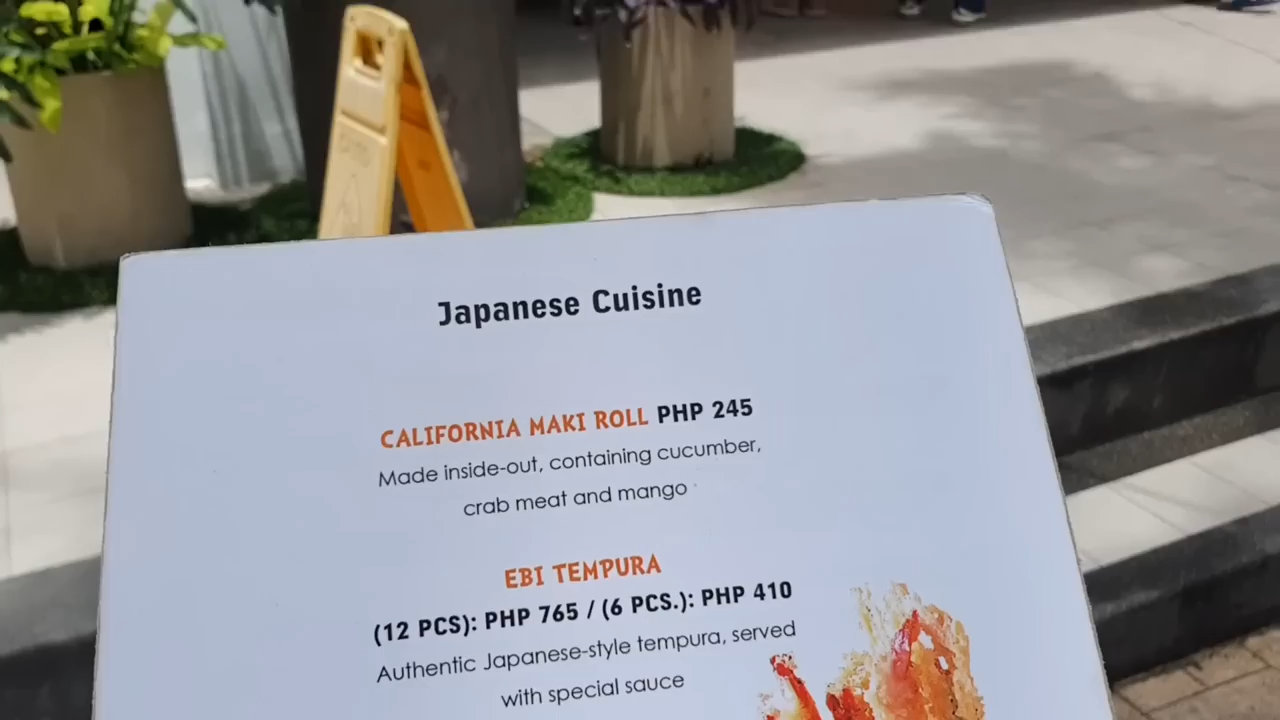 Japanese Cuisine
CALIFORNIA MAKI ROLL PHP 245
Made inside-out, containing cucumber,
crab meat and mango
EBI TEMPURA
(12 PCS): PHP 765 / (6 PCS.): PHP 410
Authentic Japanese-style tempura, served
with special sauce